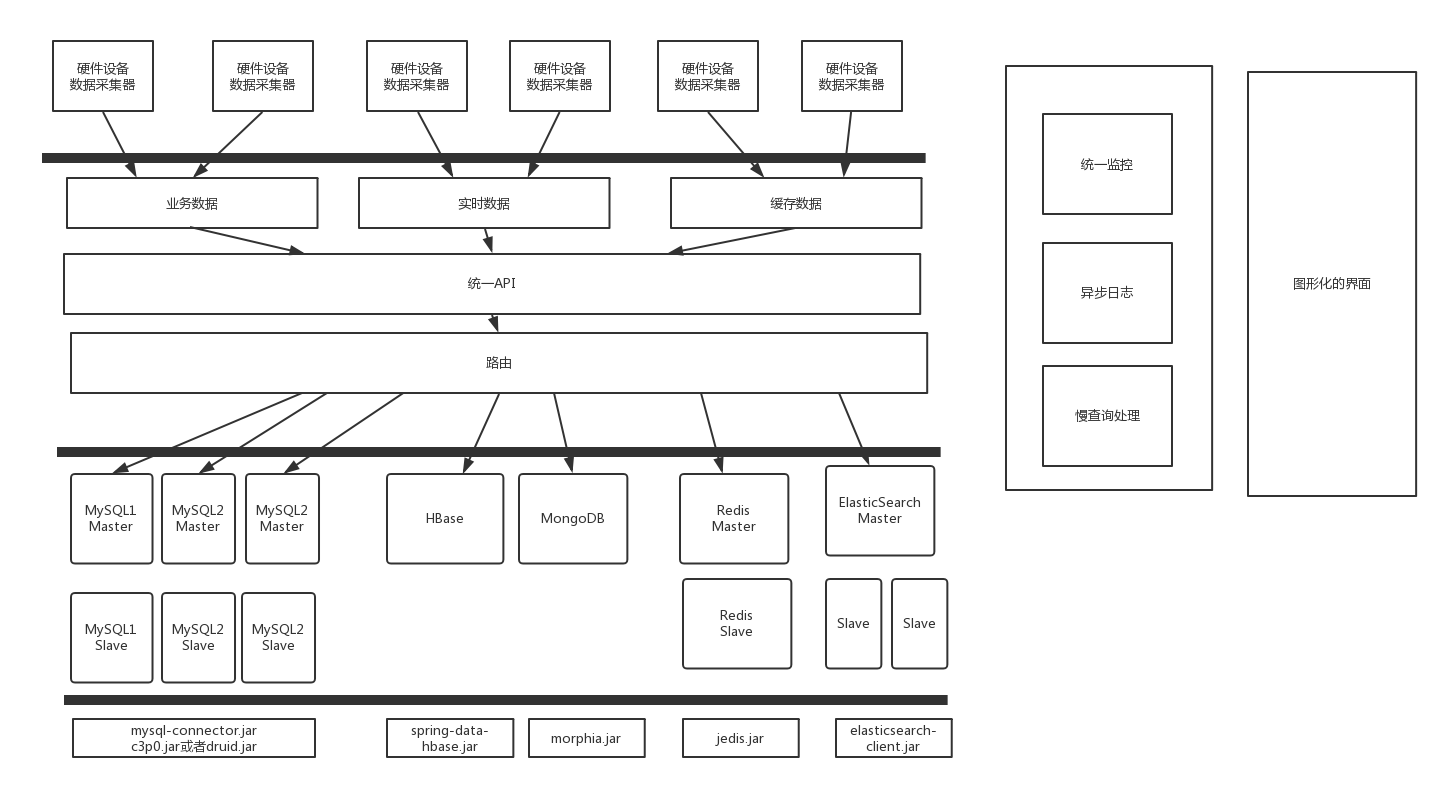 硬件设备
数据采集器
硬件设备
数据采集器
硬件设备
数据采集器
硬件设备
数据采集器
硬件设备
数据采集器
硬件设备
数据采集器
业务数据
实时数据
缓存数据
统一API
路由
MySQL1
Master
MySQL2
Master
MySQL2
Master
HBase
MongoDB
Redis
Master
ElasticSearch
Master
MySQL1
Slave
MySQL2
Slave
MySQL2
Slave
Redis
Slave
Slave
Slave
mysql-connector.jar
c3p0.jar或者druid.jar
spring-data-
hbase.jar
morphia.jar
jedis.jar
elasticsearch-
client.jar
统一监控
异步日志
慢查询处理
图形化的界面